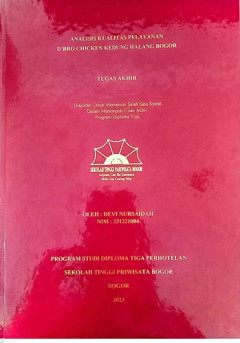 ANALISIS KUALITAS PELAYANAN
D'BRO CHICKEN KEDUNG HALANG BOGOR
TUGAS AKHIR
Diajukan Untuk Memenuhi Salah Satu Syarat
Dalam Menempuh Ujian Akhir
Program Diploma Tiga
SEKOLAH TINGGI PARIWISATA BOGOR
OLEH : DEVI NURSAIDAH
NIM : 331221004
PROGRAM STUDI DIPLOMA TIGA PERHOTELAN
SEKOLAH TINGGI PRIWISATA BOGOR
BOGOR
2023